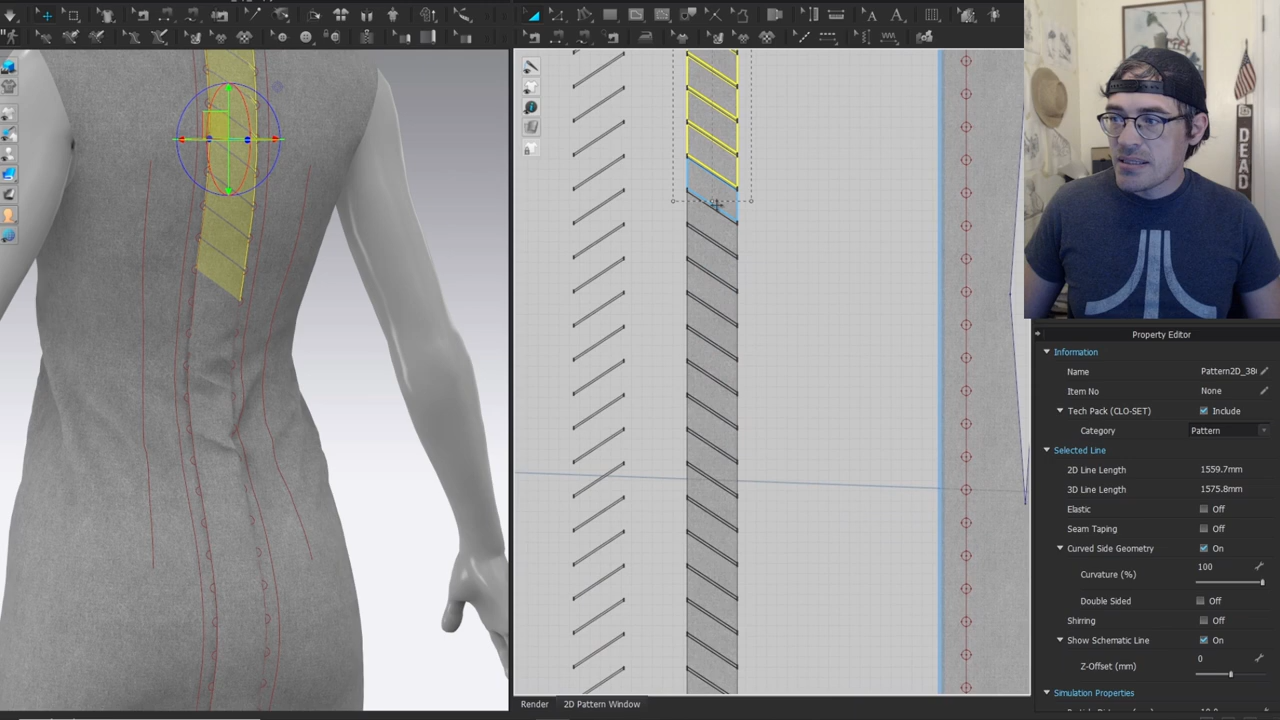 DEAD
Property Editor
Information
Name Pattern2D_38
Item No None
Tech Pack (CLO-SET) Include
Category Pattern
Selected Line
2D Line Length 1559.7mm
3D Line Length 1575.8mm
Elastic Off
Seam Taping Off
Curved Side Geometry On
Curvature (%) 100
Double Sided Off
Shirring Off
Show Schematic Line On
Z-Offset (mm) 0
Simulation Properties
Render 2D Pattern Window